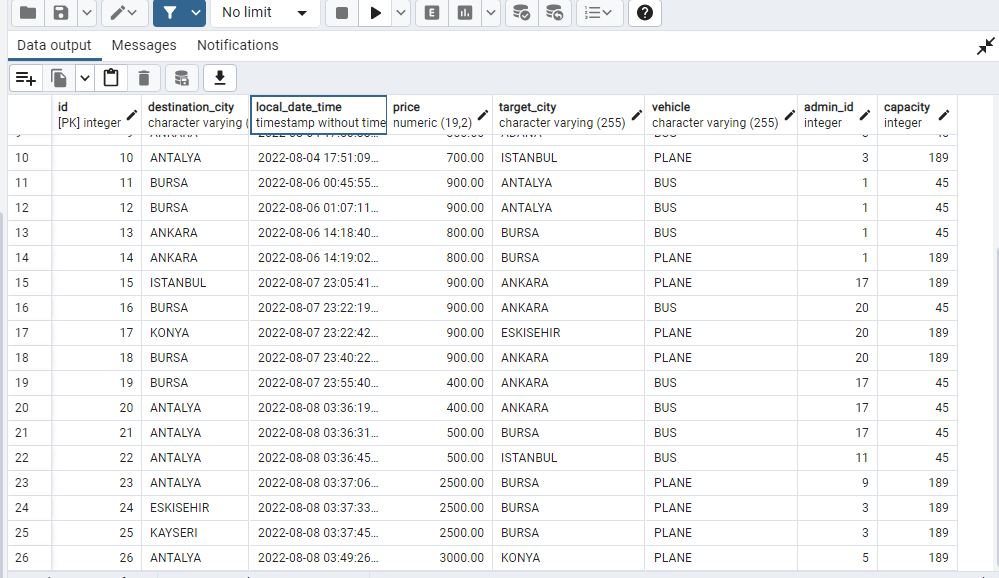 No limit
E
Data output Messages Notifications
id destination_city local_date_time price target_city vehicle admin_id capacity
[PK] integer character varying ( timestamp without time numeric (19,2) character varying (255) character varying (255) integer integer
10 10 ANTALYA 2022-08-04 17:51:09... 700.00 ISTANBUL PLANE 3 189
11 11 BURSA 2022-08-06 00:45:55... 900.00 ANTALYA BUS 1 45
12 12 BURSA 2022-08-06 01:07:11... 900.00 ANTALYA BUS 1 45
13 13 ANKARA 2022-08-06 14:18:40... 800.00 BURSA BUS 1 45
14 14 ANKARA 2022-08-06 14:19:02... 800.00 BURSA PLANE 1 189
15 15 ISTANBUL 2022-08-07 23:05:41... 900.00 ANKARA PLANE 17 189
16 16 BURSA 2022-08-07 23:22:19... 900.00 ANKARA BUS 20 45
17 17 KONYA 2022-08-07 23:22:42... 900.00 ESKISEHIR PLANE 20 189
18 18 BURSA 2022-08-07 23:40:22... 900.00 ANKARA PLANE 20 189
19 19 BURSA 2022-08-07 23:55:40... 400.00 ANKARA BUS 17 45
20 20 ANTALYA 2022-08-08 03:36:19... 400.00 ANKARA BUS 17 45
21 21 ANTALYA 2022-08-08 03:36:31... 500.00 BURSA BUS 17 45
22 22 ANTALYA 2022-08-08 03:36:45... 500.00 ISTANBUL BUS 11 45
23 23 ANTALYA 2022-08-08 03:37:06... 2500.00 BURSA PLANE 9 189
24 24 ESKISEHIR 2022-08-08 03:37:33... 2500.00 BURSA PLANE 3 189
25 25 KAYSERI 2022-08-08 03:37:45... 2500.00 BURSA PLANE 3 189
26 26 ANTALYA 2022-08-08 03:49:26... 3000.00 KONYA PLANE 5 189